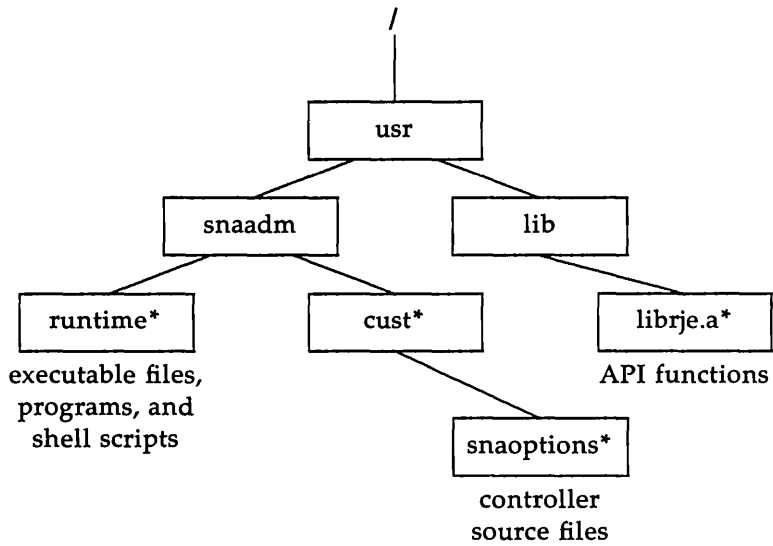 /
usr
snaadm
lib
runtime*
cust*
librje.a*
executable files,
programs, and
shell scripts
API functions
snaoptions*
controller
source files